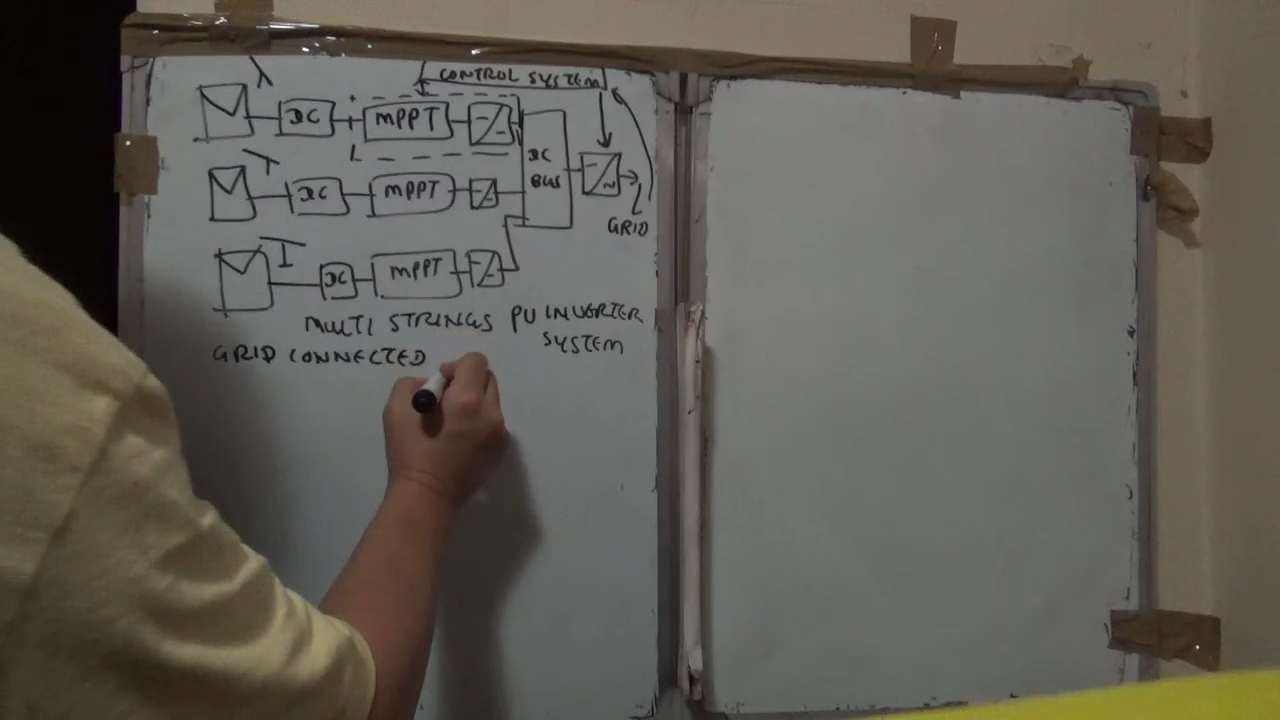 CONTROL SYSTEM
DC MPPT
DC BUS
DC MPPT
GRID
DC MPPT
MULTI STRINGS PV INVERTER
SYSTEM
GRID CONNECTED